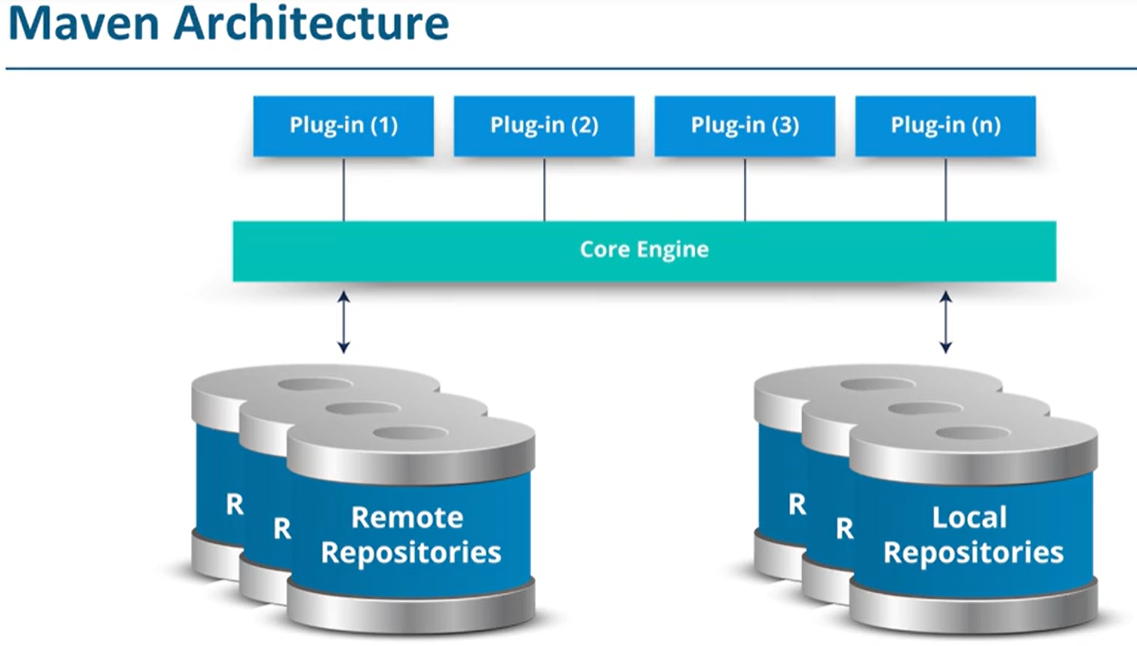 Maven Architecture
Plug-in (1)
Plug-in (2)
Plug-in (3)
Plug-in (n)
Core Engine
R
R
Remote
Repositories
R
R
Local
Repositories